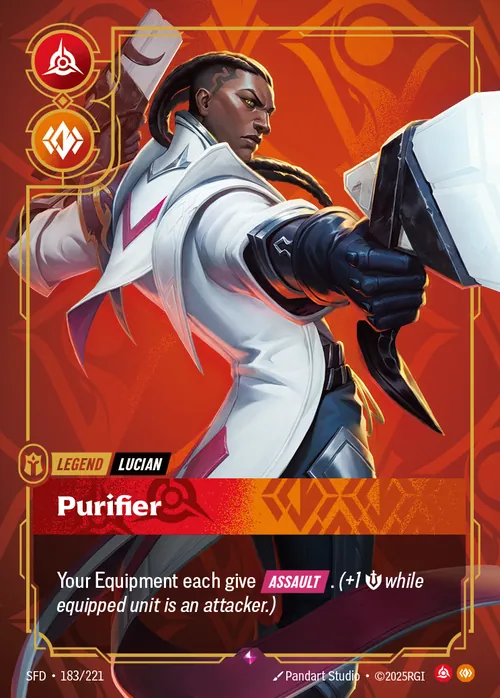 LEGEND LUCIAN
Purifier
Your Equipment each give ASSAULT. (+1 while
equipped unit is an attacker.)
SFD • 183/221
Pandart Studio • ©2025RGI